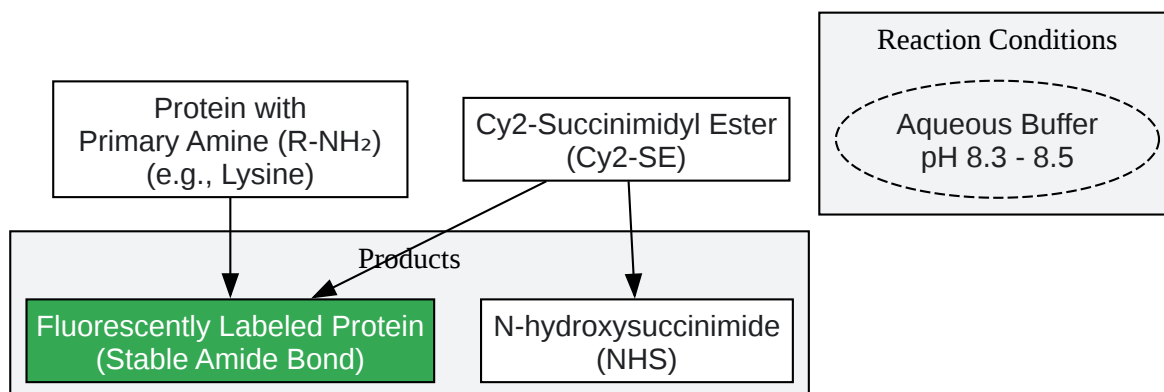 Reaction Conditions
Protein with
Primary Amine (R-NH₂)
(e.g., Lysine)
Cy2-Succinimidyl Ester
(Cy2-SE)
Aqueous Buffer
pH 8.3 - 8.5
Products
Fluorescently Labeled Protein
(Stable Amide Bond)
N-hydroxysuccinimide
(NHS)